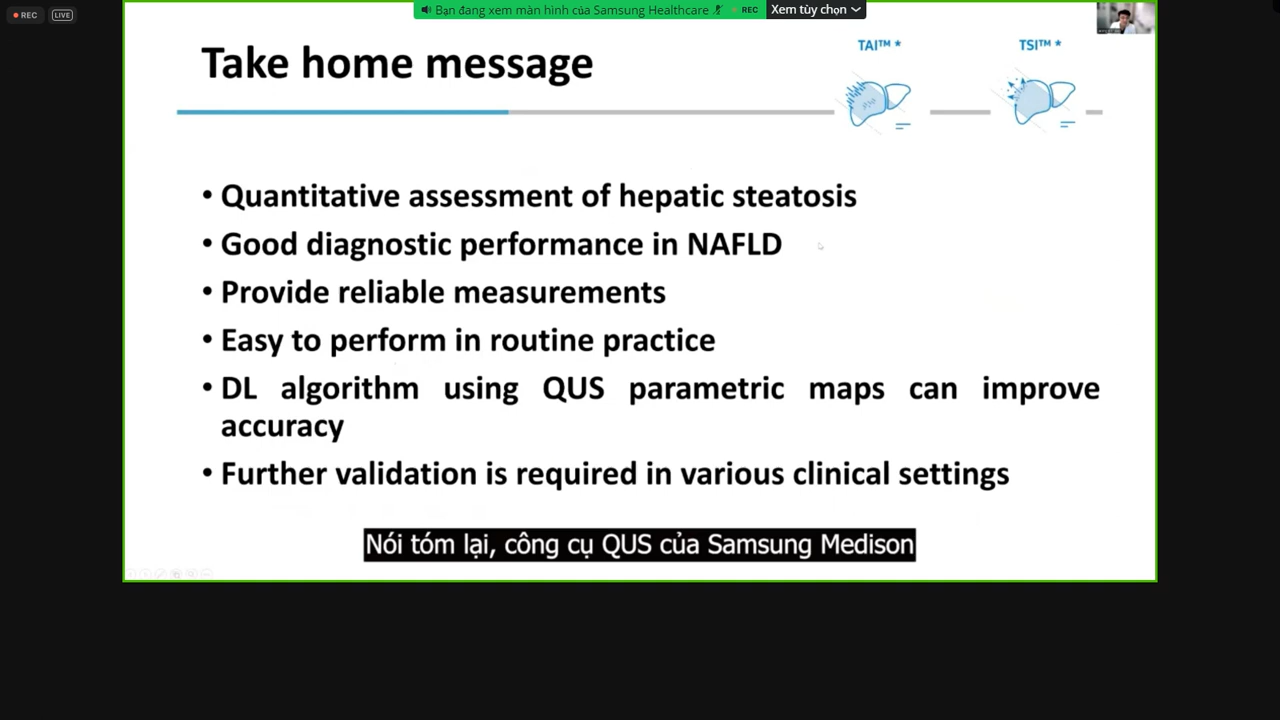 REC
LIVE
Bạn đang xem màn hình của Samsung Healthcare
REC
Xem tùy chọn
Take home message
TAI™ *
TSI™ *
• Quantitative assessment of hepatic steatosis
• Good diagnostic performance in NAFLD
• Provide reliable measurements
• Easy to perform in routine practice
• DL algorithm using QUS parametric maps can improve
accuracy
• Further validation is required in various clinical settings
Nói tóm lại, công cụ QUS của Samsung Medison